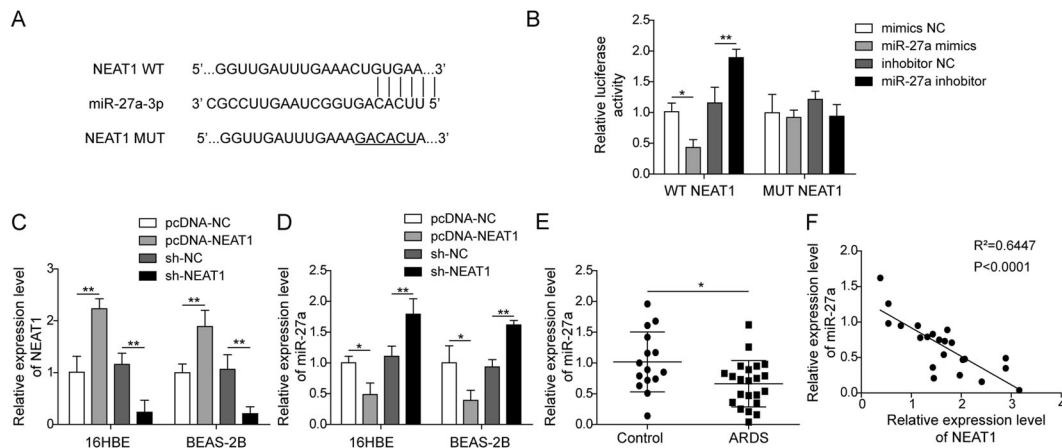 A
NEAT1 WT 5'...GGUUGAUUUGAAACUGUGAA...3'
miR-27a-3p 3' CGCCUUGAAUCGGUGACACUU 5'
NEAT1 MUT 5'...GGUUGAUUUGAAAGACACUA...3'
B
mimics NC
miR-27a mimics
inhobitor NC
miR-27a inhobitor
Relative luciferase
activity
2.5
2.0
1.5
1.0
0.5
0.0
*
**
WT NEAT1 MUT NEAT1
C
pcDNA-NC
pcDNA-NEAT1
sh-NC
sh-NEAT1
Relative expression level
of NEAT1
3
2
1
0
** ** ** **
16HBE BEAS-2B
D
pcDNA-NC
pcDNA-NEAT1
sh-NC
sh-NEAT1
Relative expression level
of miR-27a
2.5
2.0
1.5
1.0
0.5
0.0
* ** * **
16HBE BEAS-2B
E
Relative expression level
of miR-27a
2.5
2.0
1.5
1.0
0.5
0.0
*
Control ARDS
F
R²=0.6447
P<0.0001
Relative expression level
of miR-27a
2.0
1.5
1.0
0.5
0.0
0 1 2 3 4
Relative expression level
of NEAT1